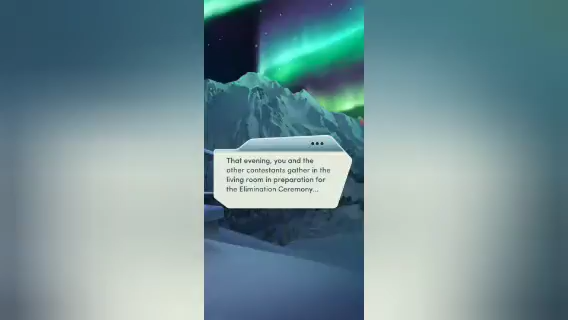 That evening, you and the
other contestants gather in the
living room in preparation for
the Elimination Ceremony...